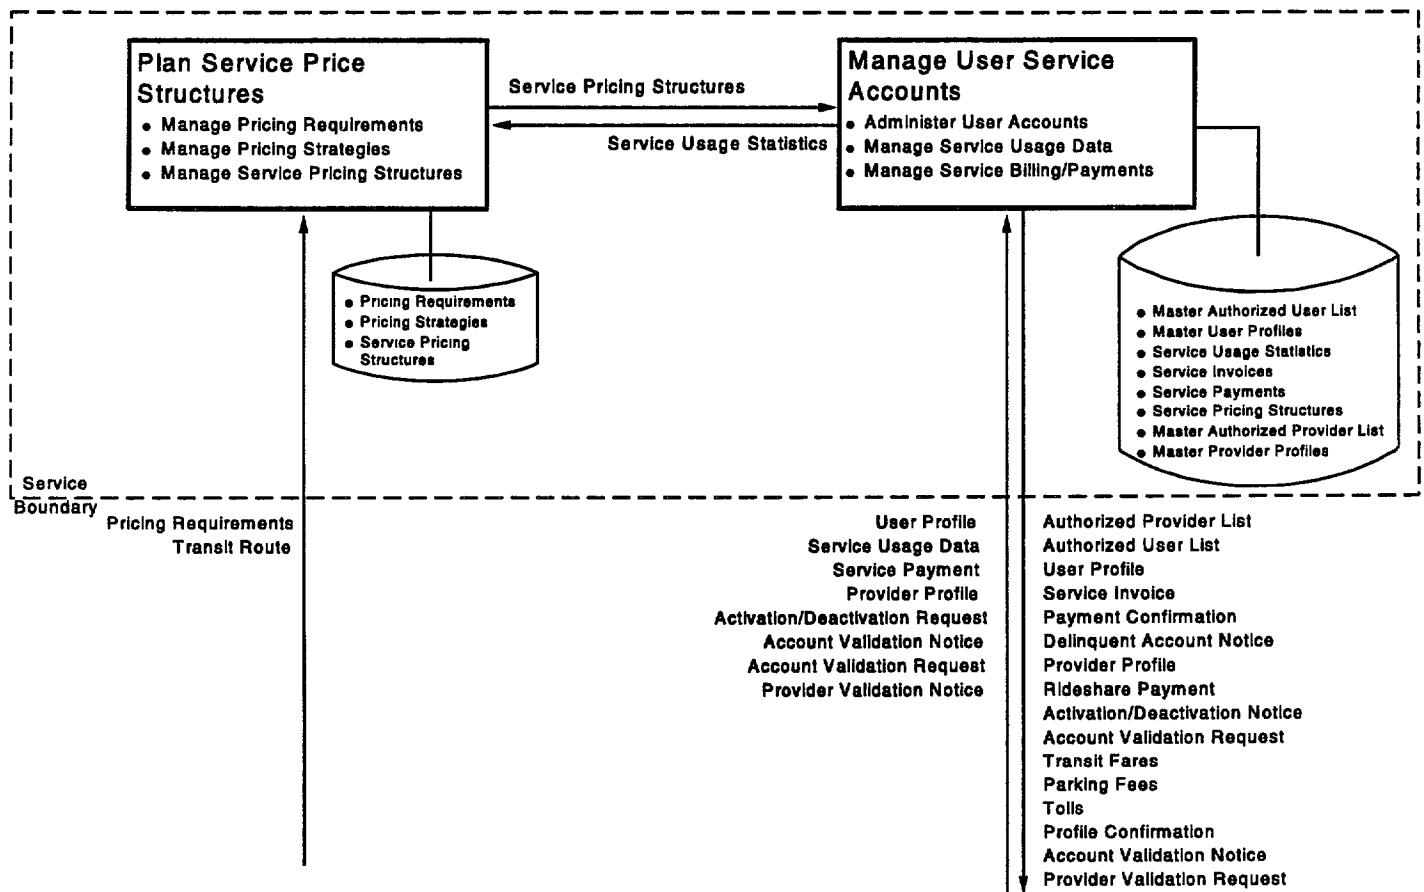 Plan Service Price
Structures
• Manage Pricing Requirements
• Manage Pricing Strategies
• Manage Service Pricing Structures
Service Pricing Structures
Service Usage Statistics
Manage User Service
Accounts
• Administer User Accounts
• Manage Service Usage Data
• Manage Service Billing/Payments
• Pricing Requirements
• Pricing Strategies
• Service Pricing
Structures
• Master Authorized User List
• Master User Profiles
• Service Usage Statistics
• Service Invoices
• Service Payments
• Service Pricing Structures
• Master Authorized Provider List
• Master Provider Profiles
Service
Boundary
Pricing Requirements
Transit Route
User Profile
Service Usage Data
Service Payment
Provider Profile
Activation/Deactivation Request
Account Validation Notice
Account Validation Request
Provider Validation Notice
Authorized Provider List
Authorized User List
User Profile
Service Invoice
Payment Confirmation
Delinquent Account Notice
Provider Profile
Rideshare Payment
Activation/Deactivation Notice
Account Validation Request
Transit Fares
Parking Fees
Tolls
Profile Confirmation
Account Validation Notice
Provider Validation Request